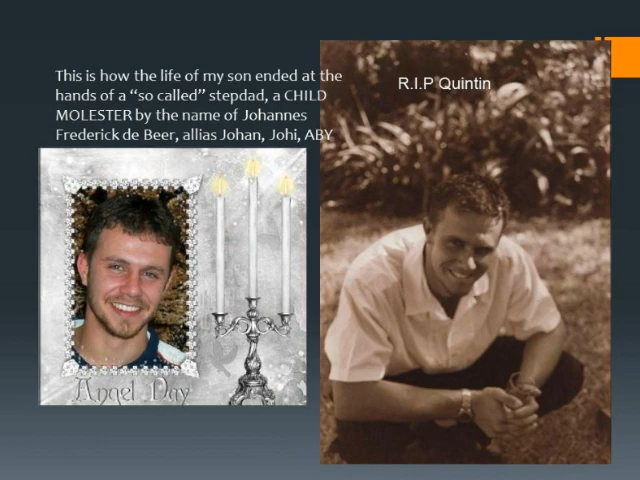 This is how the life of my son ended at the
hands of a “so called” stepdad, a CHILD
MOLESTER by the name of Johannes
Frederick de Beer, allias Johan, Johi, ABY
R.I.P Quintin
Angel Day